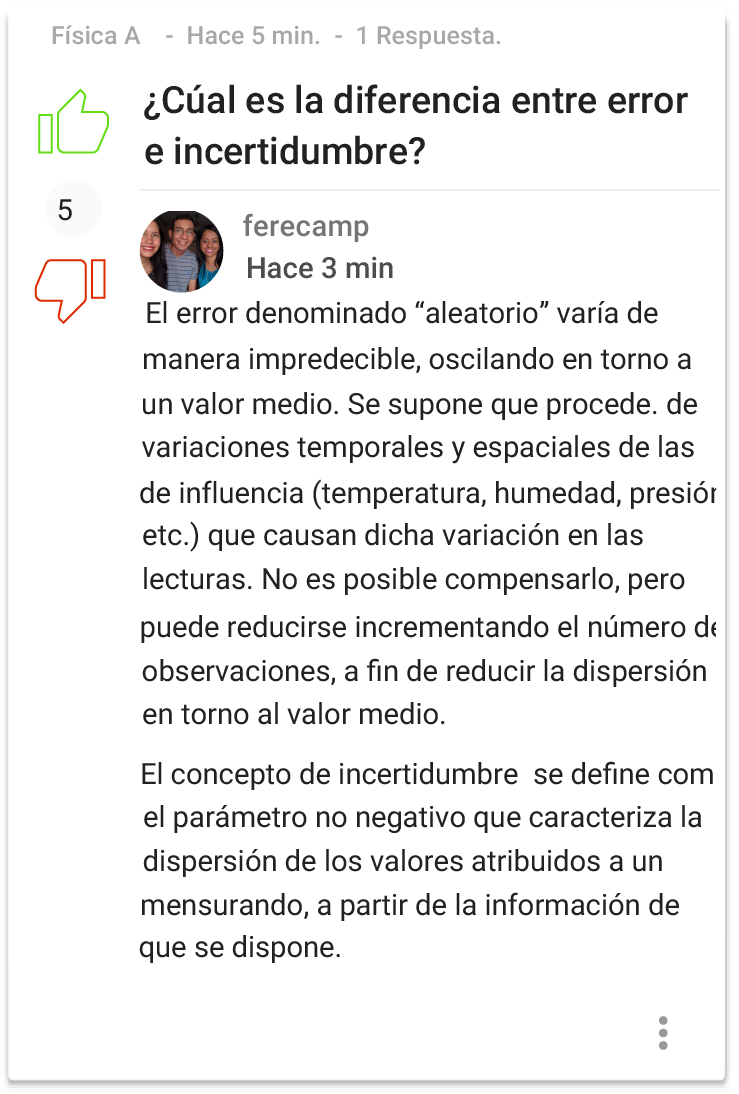 Física A - Hace 5 min. - 1 Respuesta.
¿Cúal es la diferencia entre error
e incertidumbre?
5
ferecamp
Hace 3 min
El error denominado “aleatorio” varía de
manera impredecible, oscilando en torno a
un valor medio. Se supone que procede. de
variaciones temporales y espaciales de las
de influencia (temperatura, humedad, presión
etc.) que causan dicha variación en las
lecturas. No es posible compensarlo, pero
puede reducirse incrementando el número de
observaciones, a fin de reducir la dispersión
en torno al valor medio.
El concepto de incertidumbre se define com
el parámetro no negativo que caracteriza la
dispersión de los valores atribuidos a un
mensurando, a partir de la información de
que se dispone.